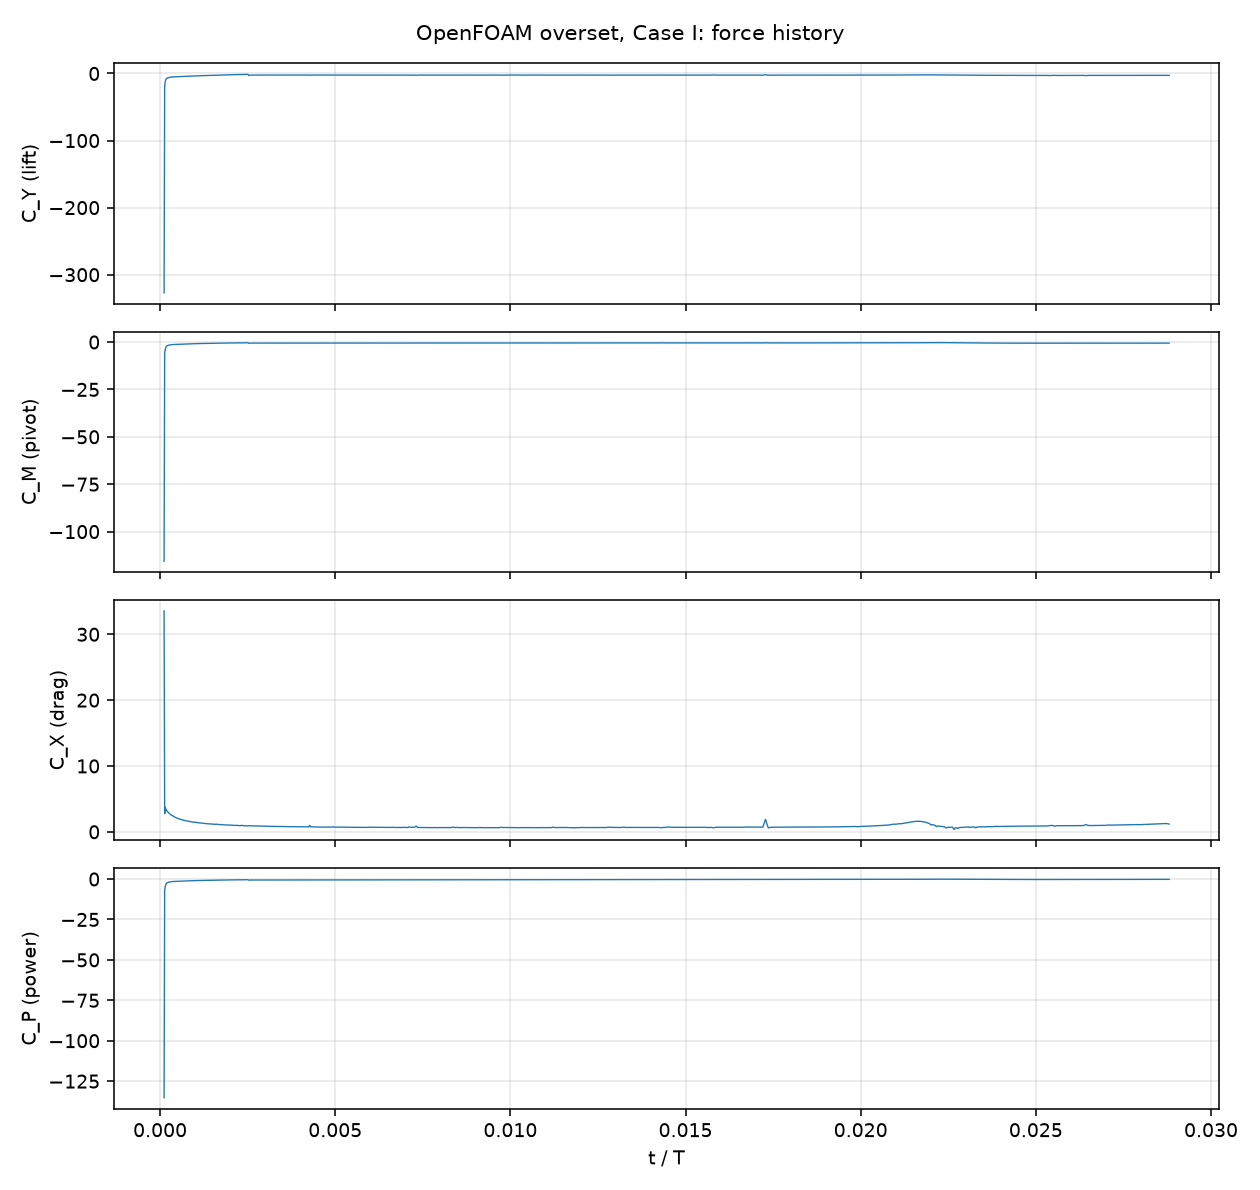 OpenFOAM overset, Case I: force history
C_Y (lift)
0
−100
−200
−300
C_M (pivot)
0
−25
−50
−75
−100
C_X (drag)
30
20
10
0
C_P (power)
0
−25
−50
−75
−100
−125
0.000 0.005 0.010 0.015 0.020 0.025 0.030
t / T